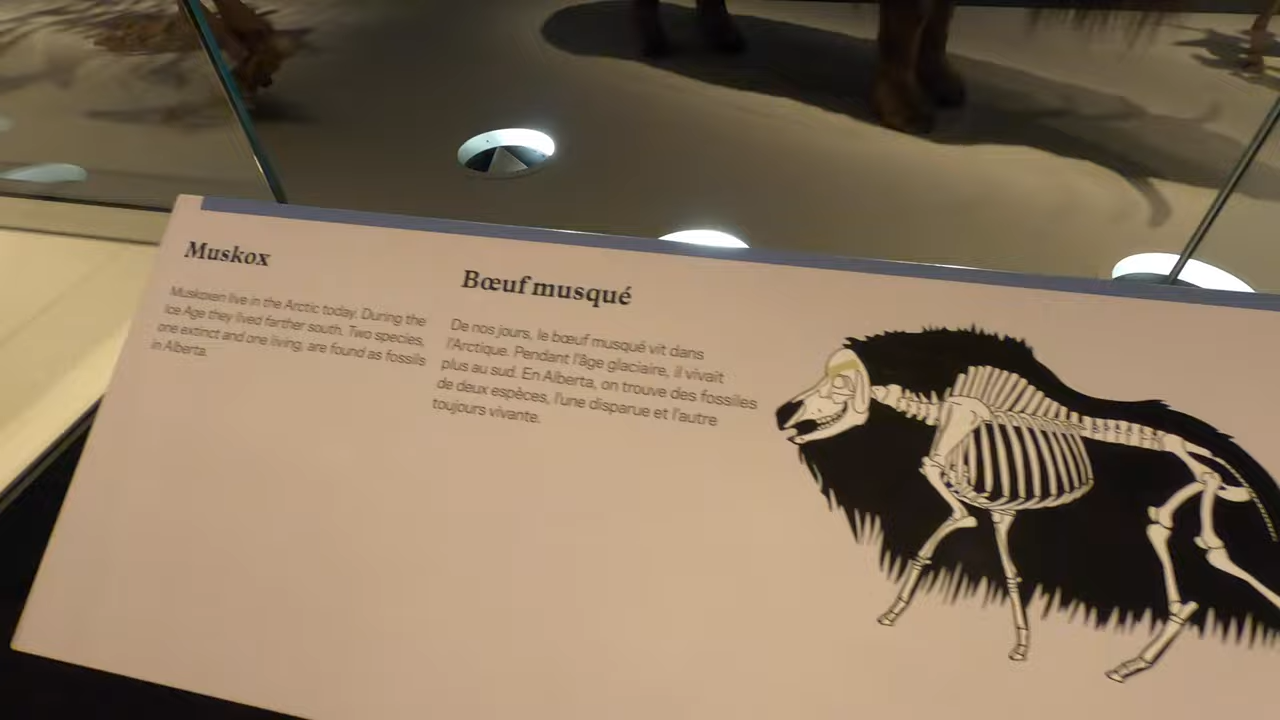 Muskox
Muskoxen live in the Arctic today. During the
Ice Age they lived farther south. Two species,
one extinct and one living, are found as fossils
in Alberta.
Bœuf musqué
De nos jours, le bœuf musqué vit dans
l'Arctique. Pendant l'âge glaciaire, il vivait
plus au sud. En Alberta, on trouve des fossiles
de deux espèces, l'une disparue et l'autre
toujours vivante.